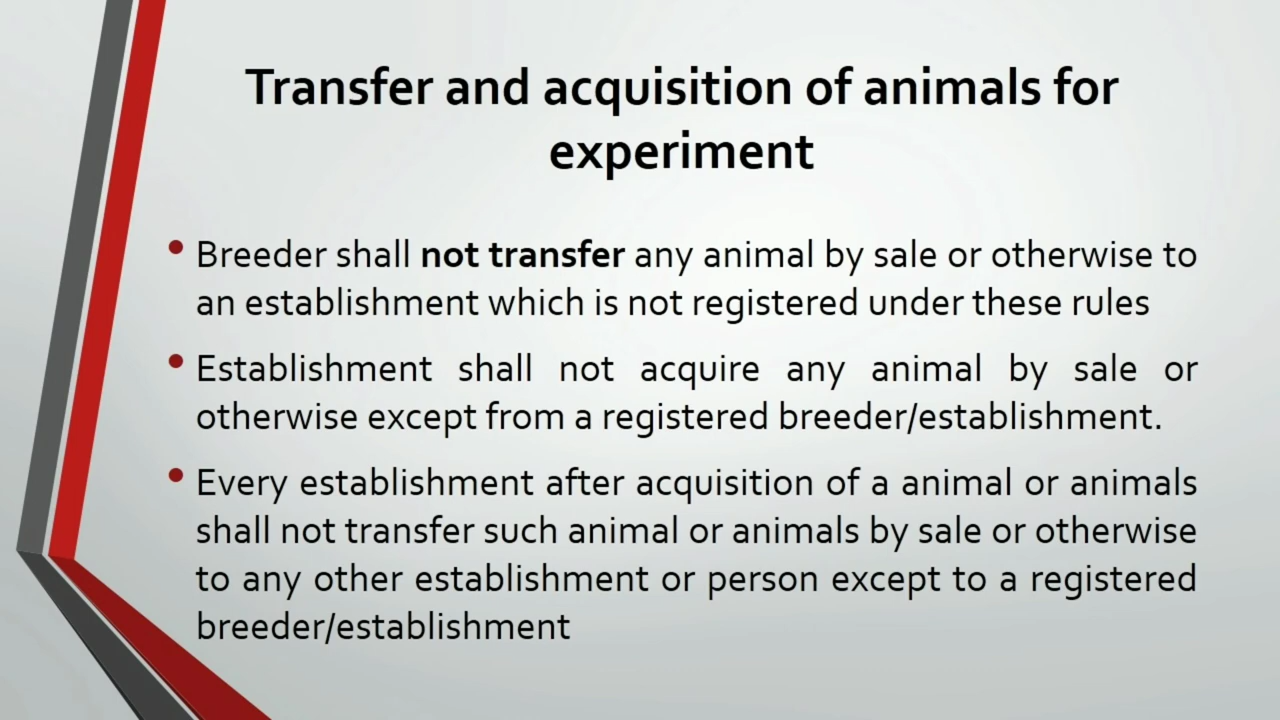 Transfer and acquisition of animals for
experiment
• Breeder shall not transfer any animal by sale or otherwise to
an establishment which is not registered under these rules
• Establishment shall not acquire any animal by sale or
otherwise except from a registered breeder/establishment.
• Every establishment after acquisition of a animal or animals
shall not transfer such animal or animals by sale or otherwise
to any other establishment or person except to a registered
breeder/establishment